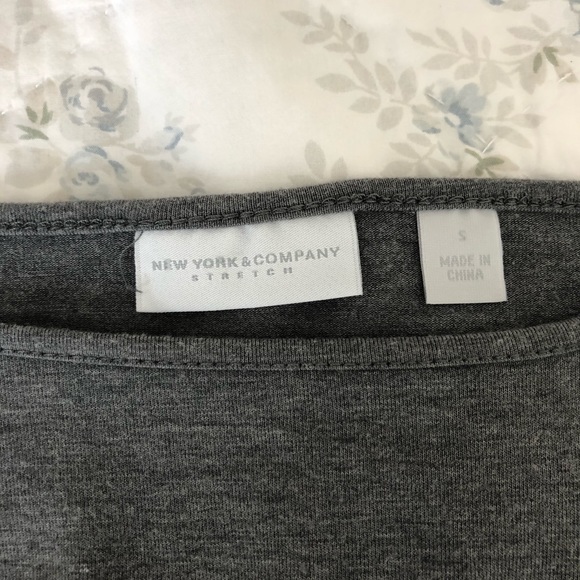 NEW YORK & COMPANY
STRETCH
S
MADE IN
CHINA